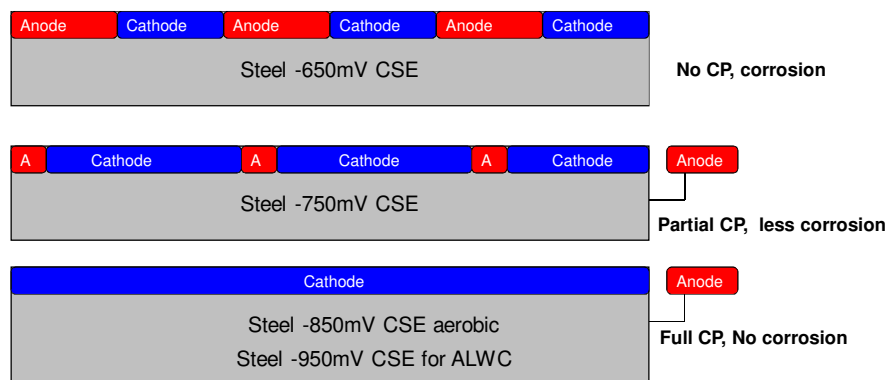 Anode Cathode Anode Cathode Anode Cathode
Steel -650mV CSE
No CP, corrosion
A Cathode A Cathode A Cathode Anode
Steel -750mV CSE
Partial CP, less corrosion
Cathode Anode
Steel -850mV CSE aerobic
Full CP, No corrosion
Steel -950mV CSE for ALWC